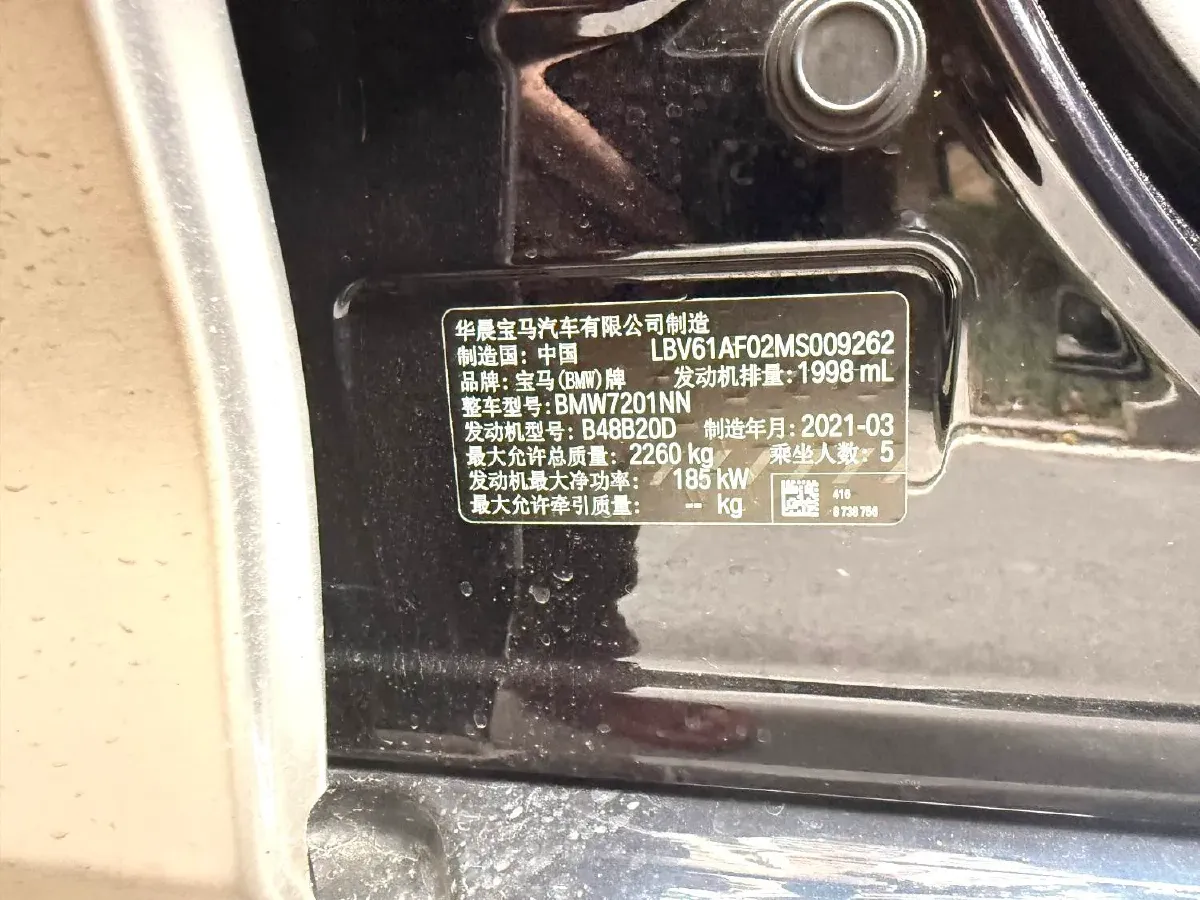 华晨宝马汽车有限公司制造
制造国：中国 LBV61AF02MS009262
品牌：宝马(BMW)牌 发动机排量：1998 mL
整车型号：BMW7201NN
发动机型号：B48B20D 制造年月：2021-03
最大允许总质量：2260 kg 乘坐人数：5
发动机最大净功率：185 kW
最大允许牵引质量：-- kg
416